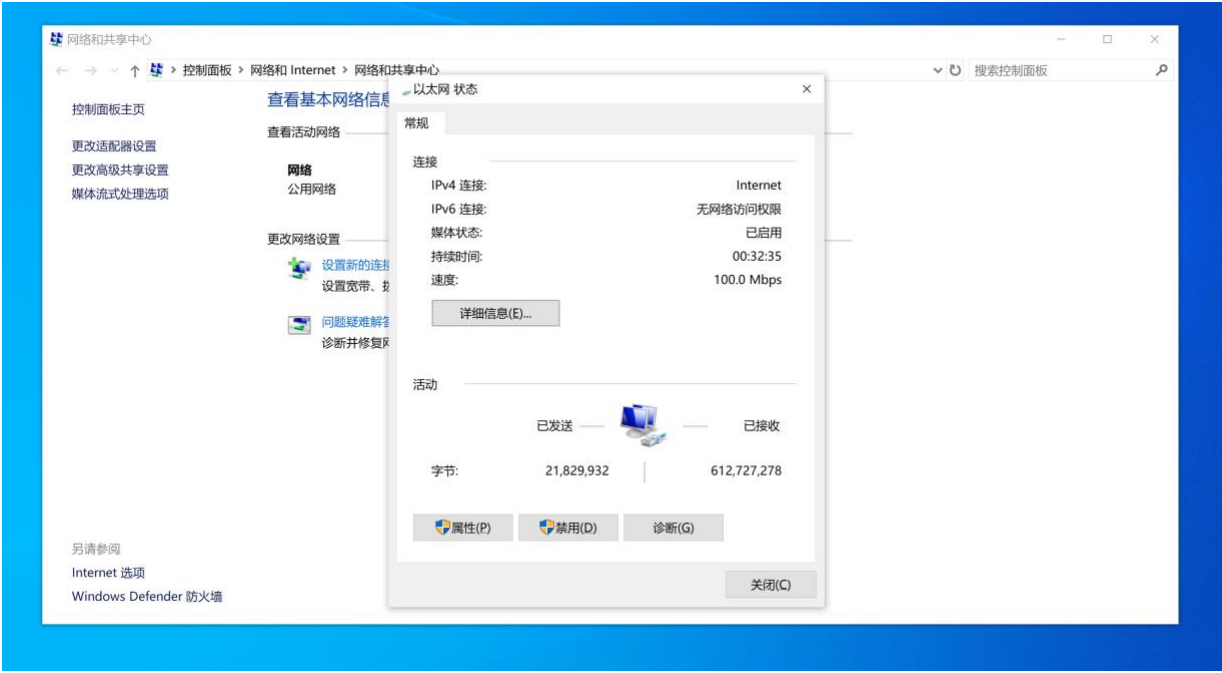 网络和共享中心
控制面板 网络和 Internet 网络和共享中心
搜索控制面板
控制面板主页
更改适配器设置
更改高级共享设置
媒体流式处理选项
查看基本网络信息
查看活动网络
网络
公用网络
更改网络设置
设置新的连接
设置宽带、
问题疑难解答
诊断并修复
另请参阅
Internet 选项
Windows Defender 防火墙
以太网 状态
常规
连接
IPv4 连接: Internet
IPv6 连接: 无网络访问权限
媒体状态: 已启用
持续时间: 00:32:35
速度: 100.0 Mbps
详细信息(E)...
活动
已发送 已接收
字节: 21,829,932 612,727,278
属性(P) 禁用(D) 诊断(G)
关闭(C)